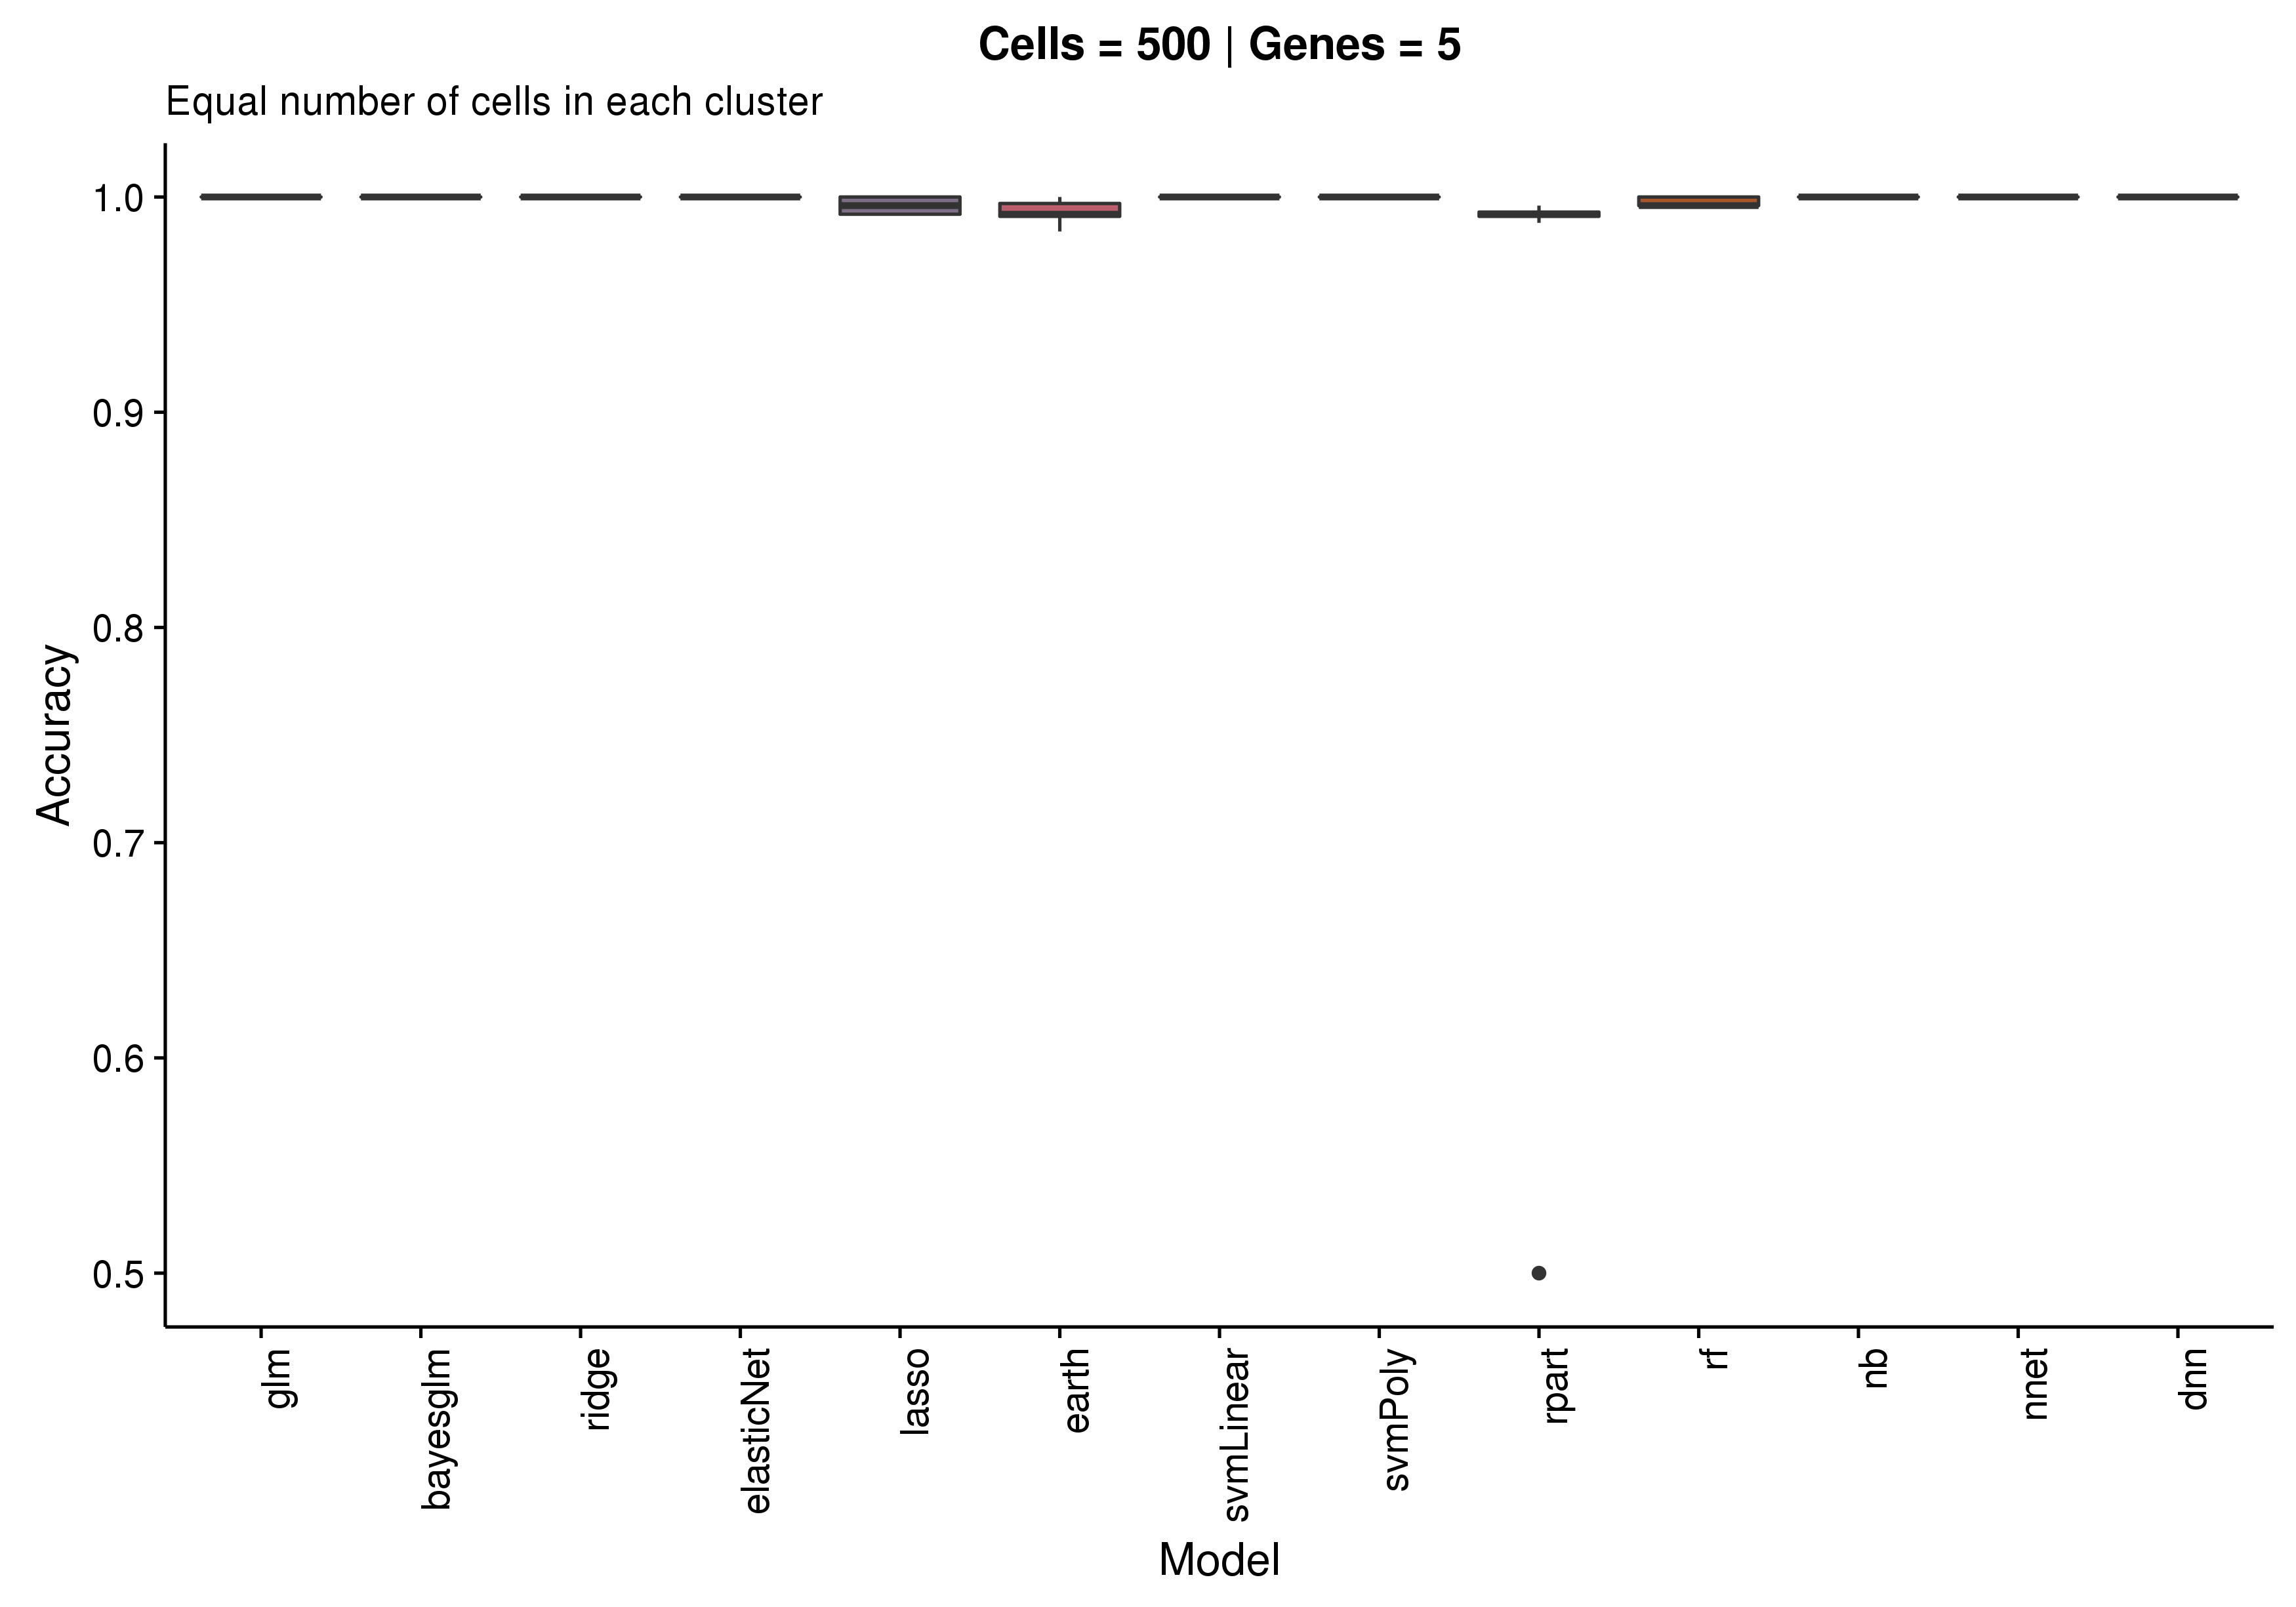 Cells = 500 | Genes = 5
Equal number of cells in each cluster
1.0
0.9
0.8
0.7
0.6
0.5
Accuracy
glm
bayesglm
ridge
elasticNet
lasso
earth
svmLinear
svmPoly
rpart
rf
nb
nnet
dnn
Model